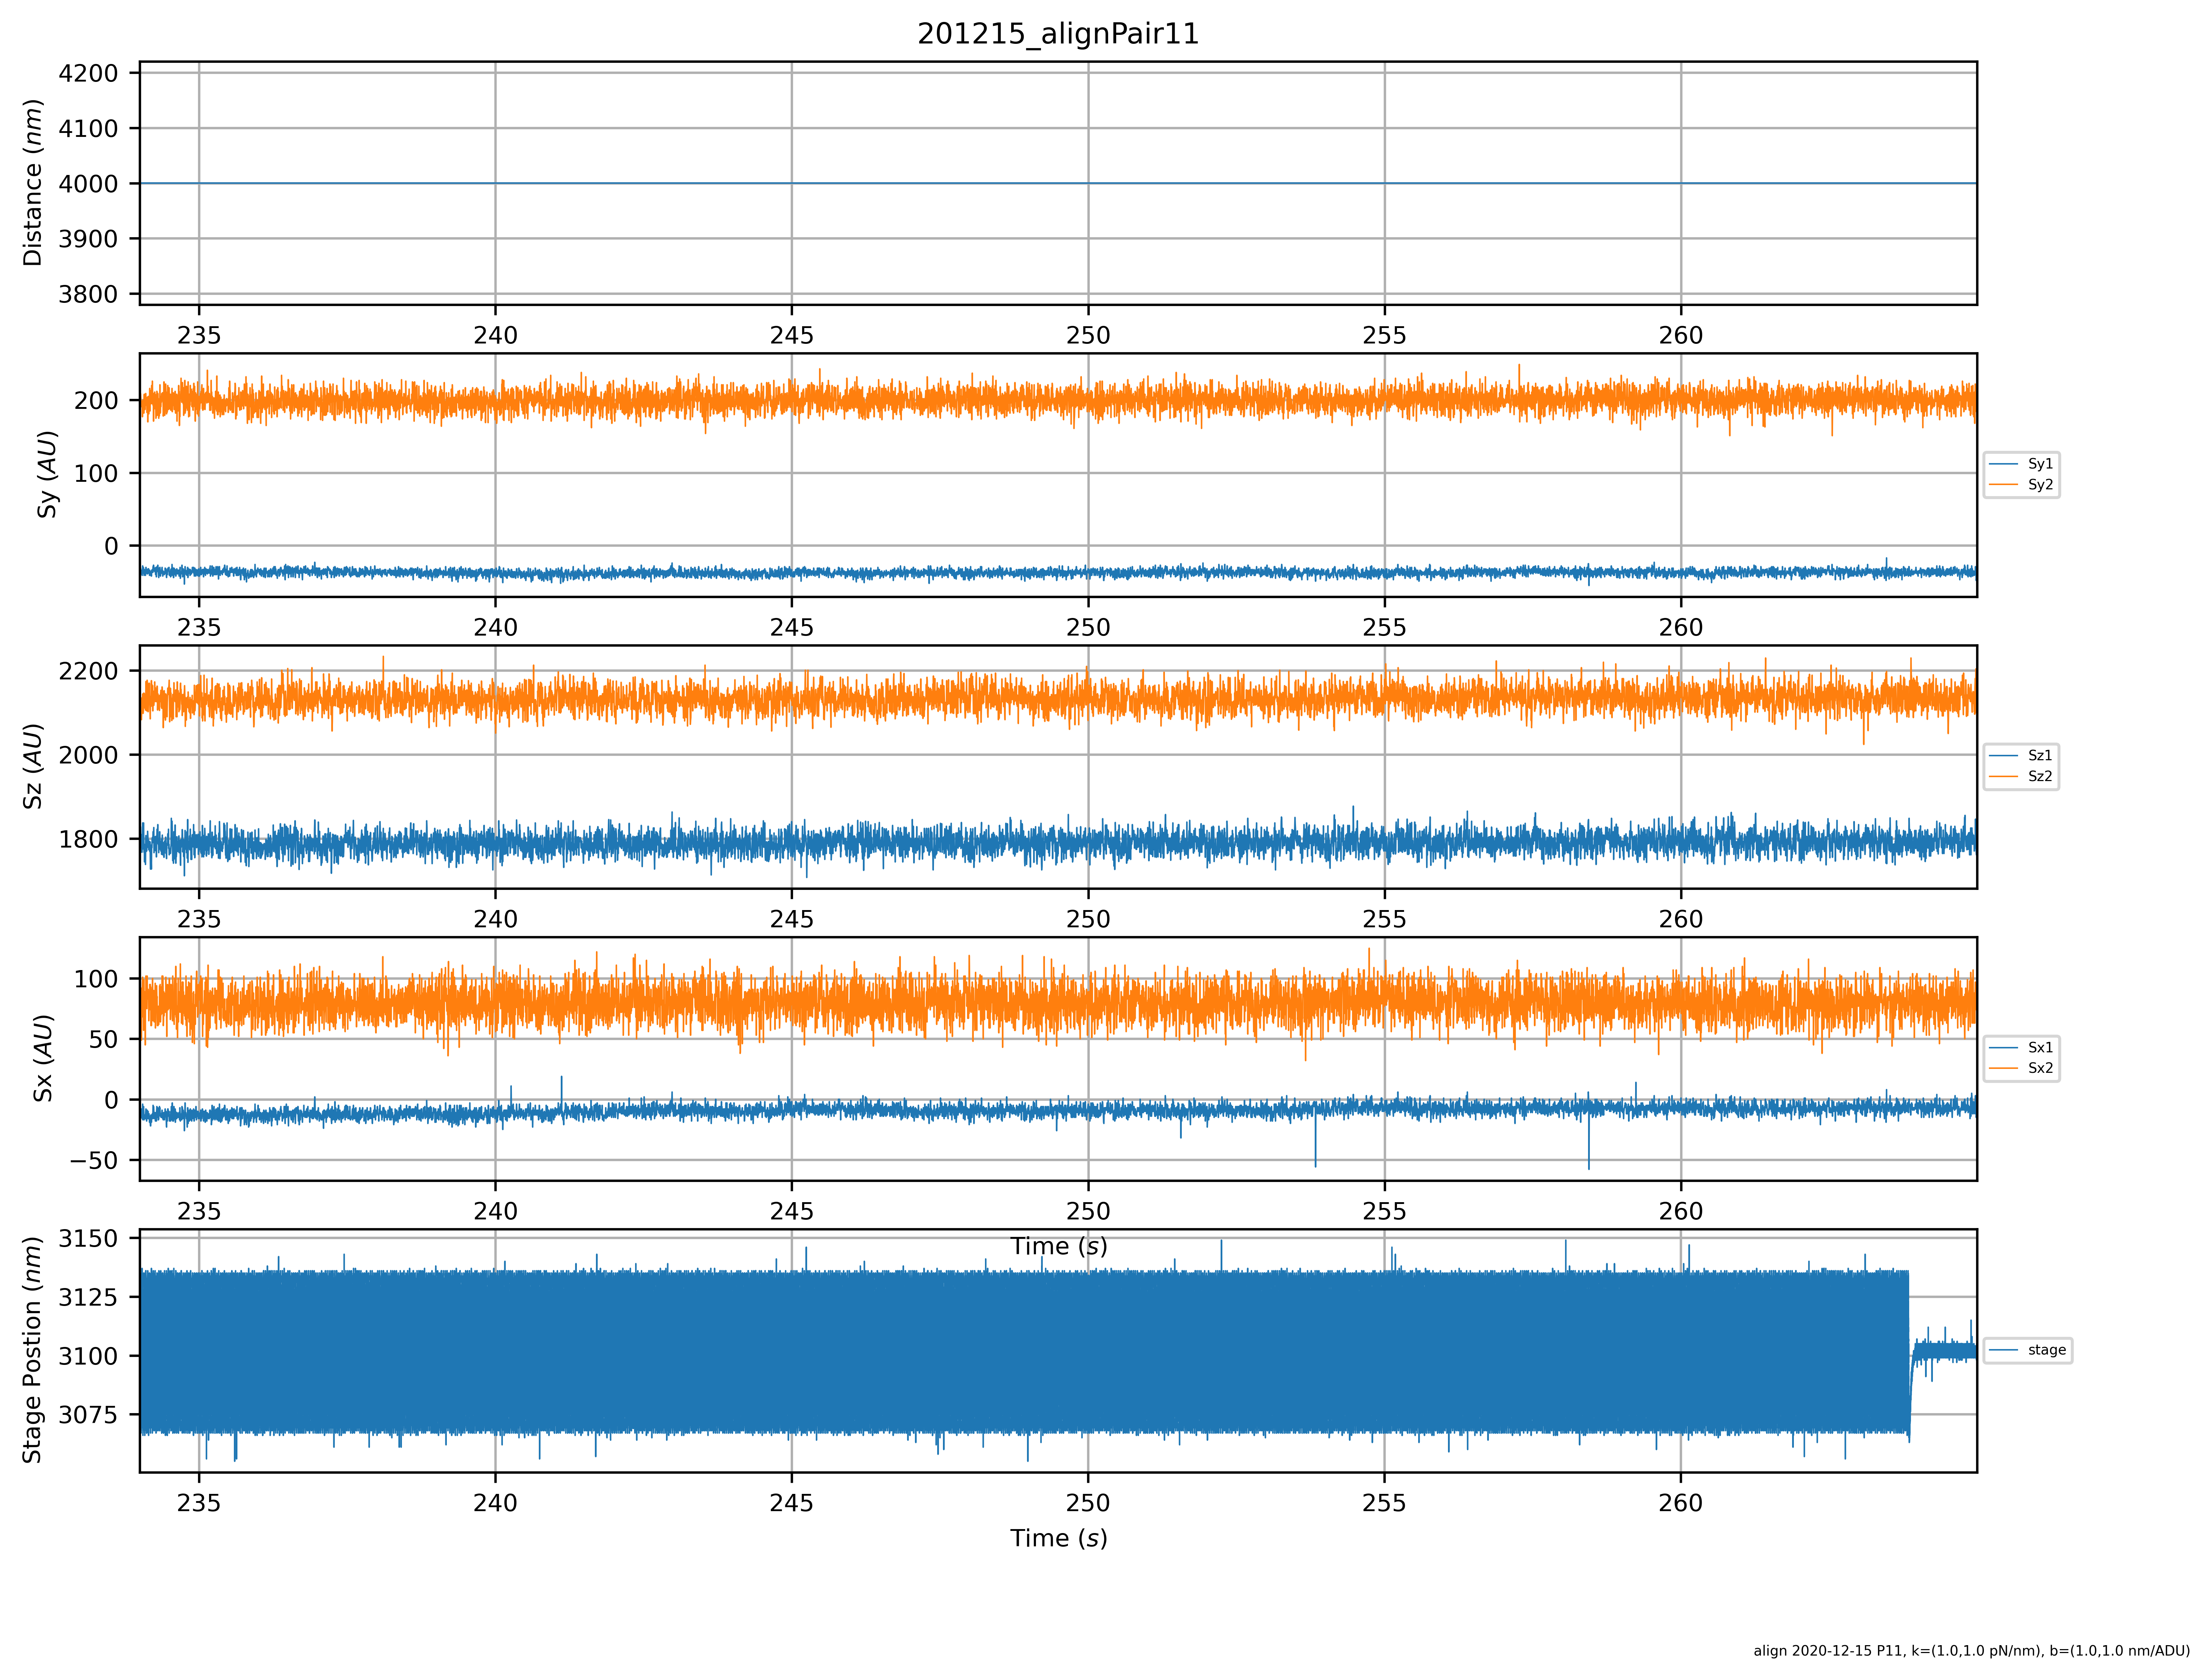 201215_alignPair11
Distance (nm)
4200
4100
4000
3900
3800
235 240 245 250 255 260
Sy (AU)
200
100
0
Sy1
Sy2
235 240 245 250 255 260
Sz (AU)
2200
2000
1800
Sz1
Sz2
235 240 245 250 255 260
Sx (AU)
100
50
0
−50
Sx1
Sx2
235 240 245 250 255 260
Time (s)
Stage Postion (nm)
3150
3125
3100
3075
stage
235 240 245 250 255 260
Time (s)
align 2020-12-15 P11, k=(1.0,1.0 pN/nm), b=(1.0,1.0 nm/ADU)